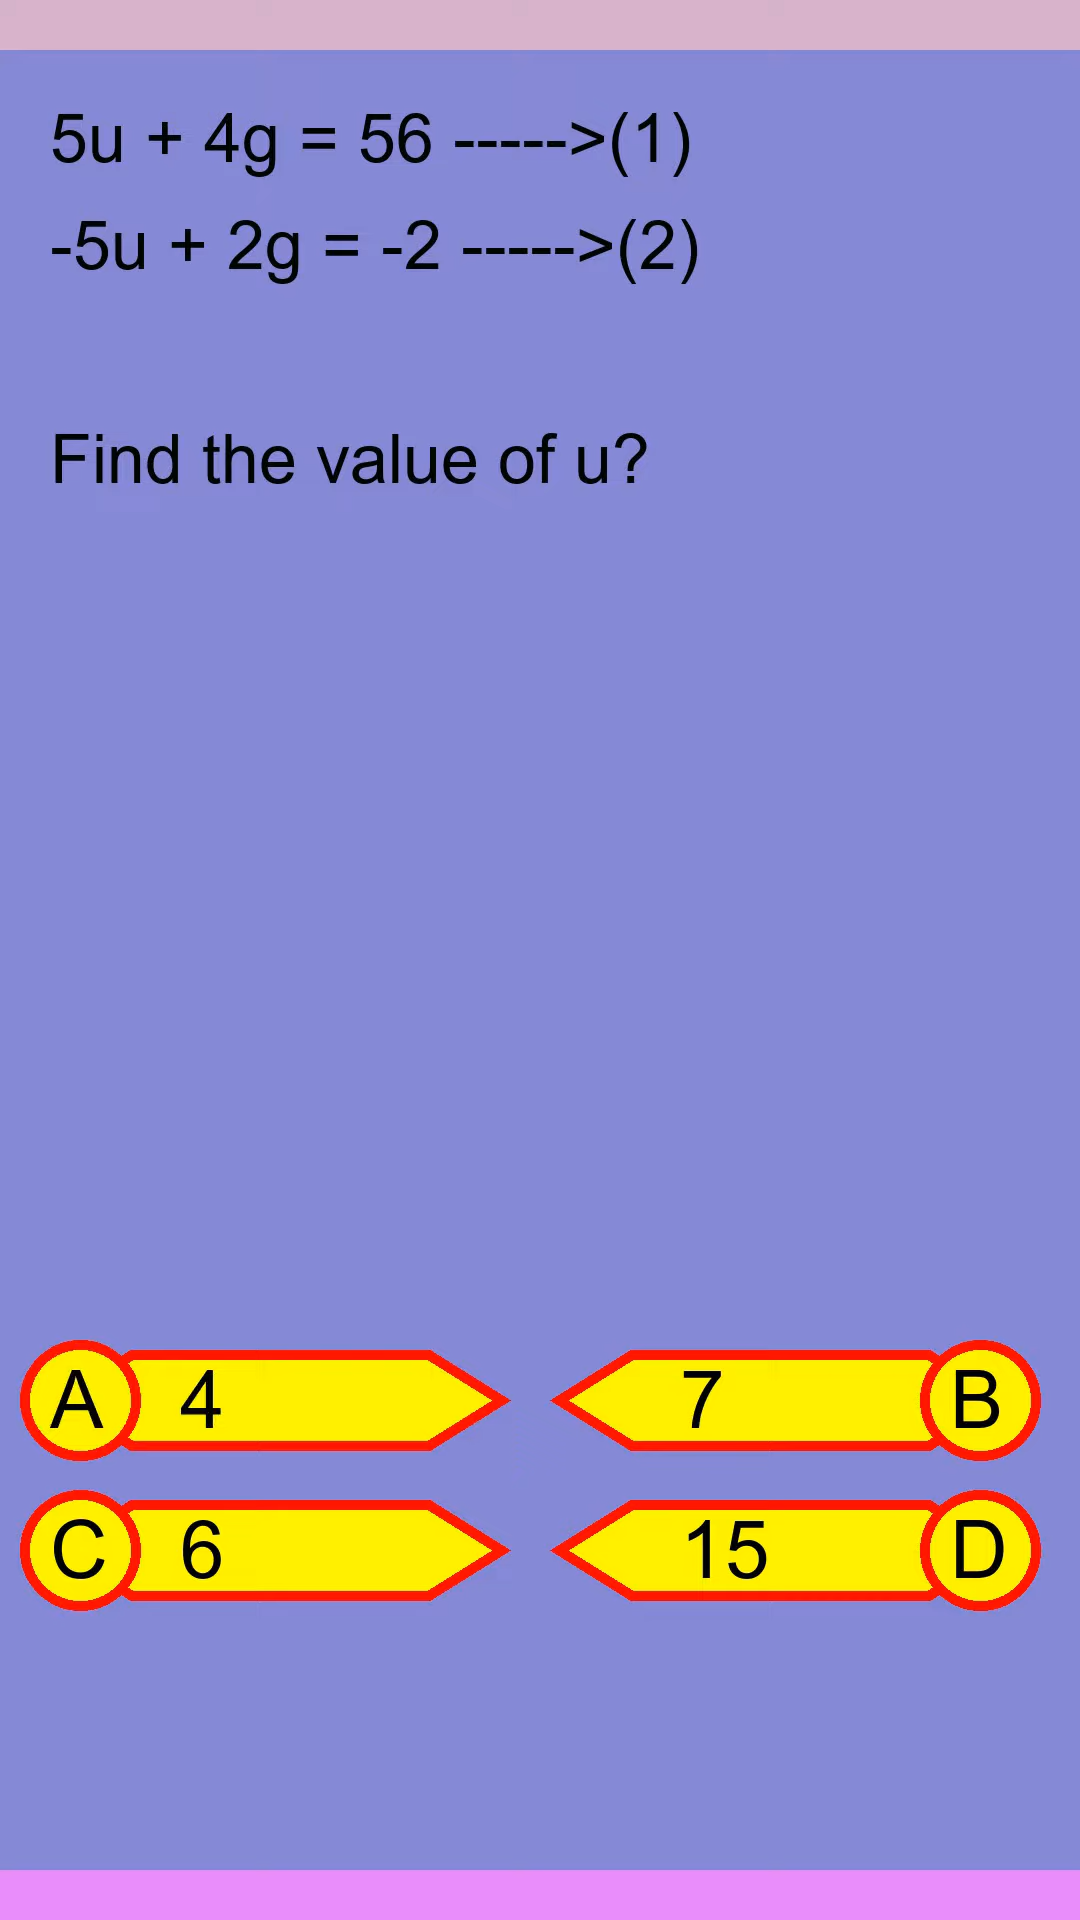 5u + 4g = 56 ----->(1)
-5u + 2g = -2 ----->(2)
Find the value of u?
A 4
7 B
C 6
15 D